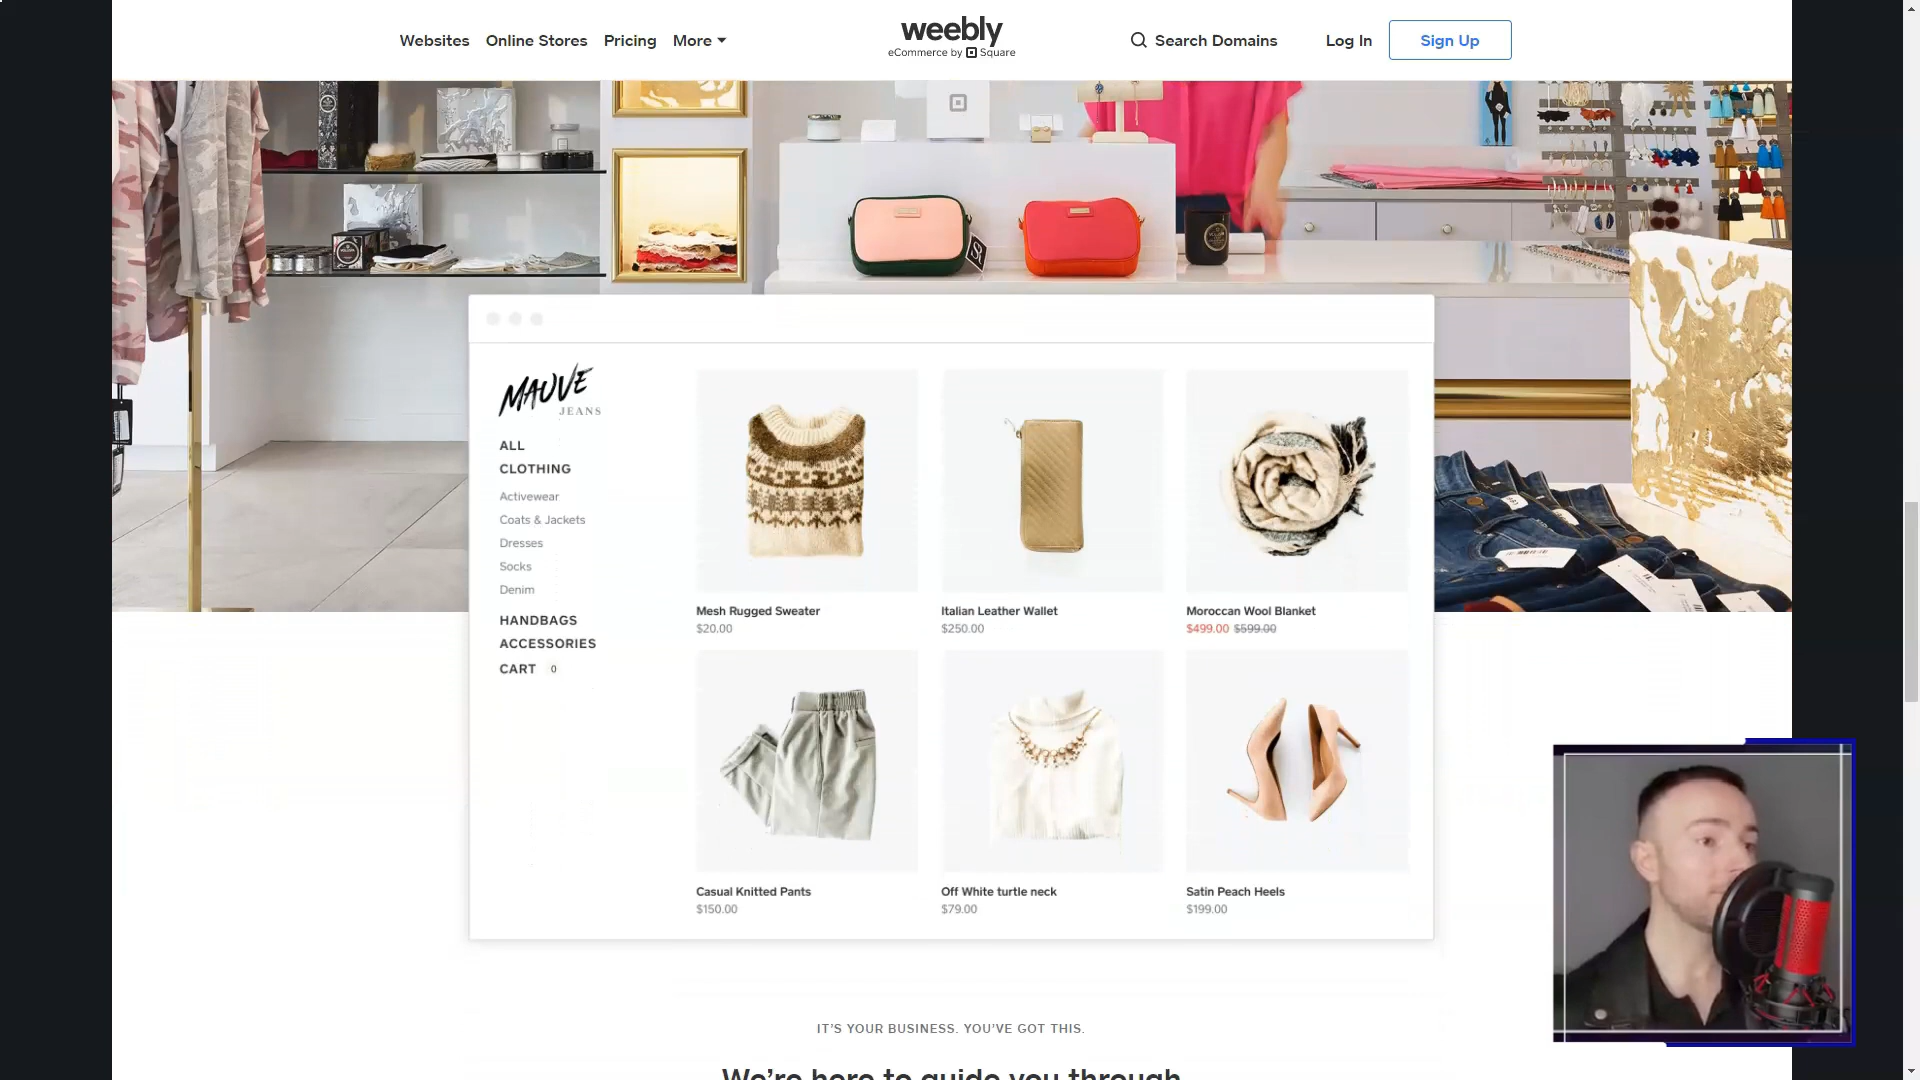 Websites
Online Stores
Pricing
More
weebly
eCommerce by Square
Search Domains
Log In
Sign Up
MAUVE
JEANS
ALL
CLOTHING
Activewear
Coats & Jackets
Dresses
Socks
Denim
HANDBAGS
ACCESSORIES
CART 0
Mesh Rugged Sweater
$20.00
Italian Leather Wallet
$250.00
Moroccan Wool Blanket
$499.00 $599.00
Casual Knitted Pants
$150.00
Off White turtle neck
$79.00
Satin Peach Heels
$199.00
IT'S YOUR BUSINESS. YOU'VE GOT THIS.
We're here to guide you through